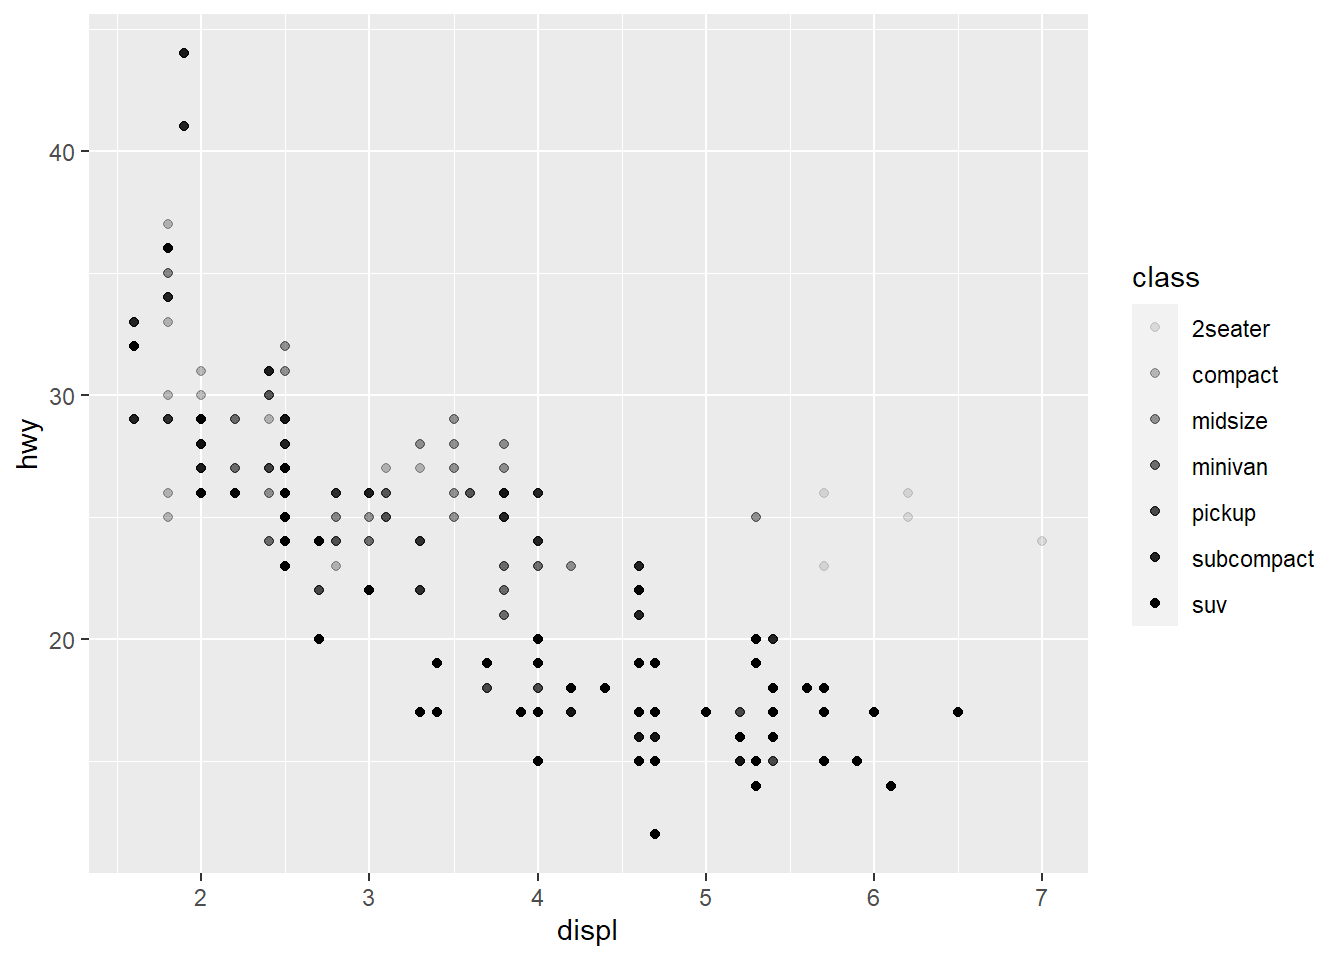 40
30
20
hwy
2
3
4
5
6
7
displ
class
2seater
compact
midsize
minivan
pickup
subcompact
suv